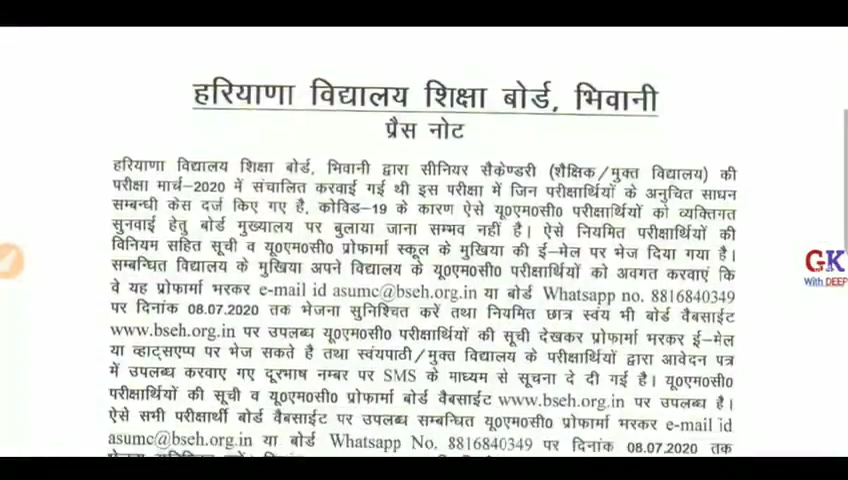 हरियाणा विद्यालय शिक्षा बोर्ड, भिवानी
प्रैस नोट
हरियाणा विद्यालय शिक्षा बोर्ड, भिवानी द्वारा सीनियर सैकेण्डरी (शैक्षिक/मुक्त विद्यालय) की
परीक्षा मार्च-2020 में संचालित करवाई गई थी इस परीक्षा में जिन परीक्षार्थियों के अनुचित साधन
सम्बन्धी केस दर्ज किए गए है, कोविड-19 के कारण ऐसे यू0एम0सी0 परीक्षार्थियों को व्यक्तिगत
सुनवाई हेतु बोर्ड मुख्यालय पर बुलाया जाना सम्भव नहीं है। ऐसे नियमित परीक्षार्थियों की
विनियम सहित सूची व यू0एम0सी0 प्रोफार्मा स्कूल के मुखिया की ई-मेल पर भेज दिया गया है।
सम्बन्धित विद्यालय के मुखिया अपने विद्यालय के यू0एम0सी0 परीक्षार्थियों को अवगत करवाएं कि
वे यह प्रोफार्मा भरकर e-mail id asumc@bseh.org.in या बोर्ड Whatsapp no. 8816840349
पर दिनांक 08.07.2020 तक भेजना सुनिश्चित करें तथा नियमित छात्र स्वंय भी बोर्ड वैबसाईट
www.bseh.org.in पर उपलब्ध यू0एम0सी0 परीक्षार्थियों की सूची देखकर प्रोफार्मा भरकर ई-मेल
या व्हाट्सएप्प पर भेज सकते है तथा स्वंयपाठी/मुक्त विद्यालय के परीक्षार्थियों द्वारा आवेदन पत्र
में उपलब्ध करवाए गए दूरभाष नम्बर पर SMS के माध्यम से सूचना दे दी गई है। यू0एम0सी0
परीक्षार्थियों की सूची व यू0एम0सी0 प्रोफार्मा बोर्ड वैबसाईट www.bseh.org.in पर उपलब्ध है।
ऐसे सभी परीक्षार्थी बोर्ड वैबसाईट पर उपलब्ध सम्बन्धित यू0एम0सी0 प्रोफार्मा भरकर e-mail id
asumc@bseh.org.in या बोर्ड Whatsapp No. 8816840349 पर दिनांक 08.07.2020 तक
GK
With DEEP